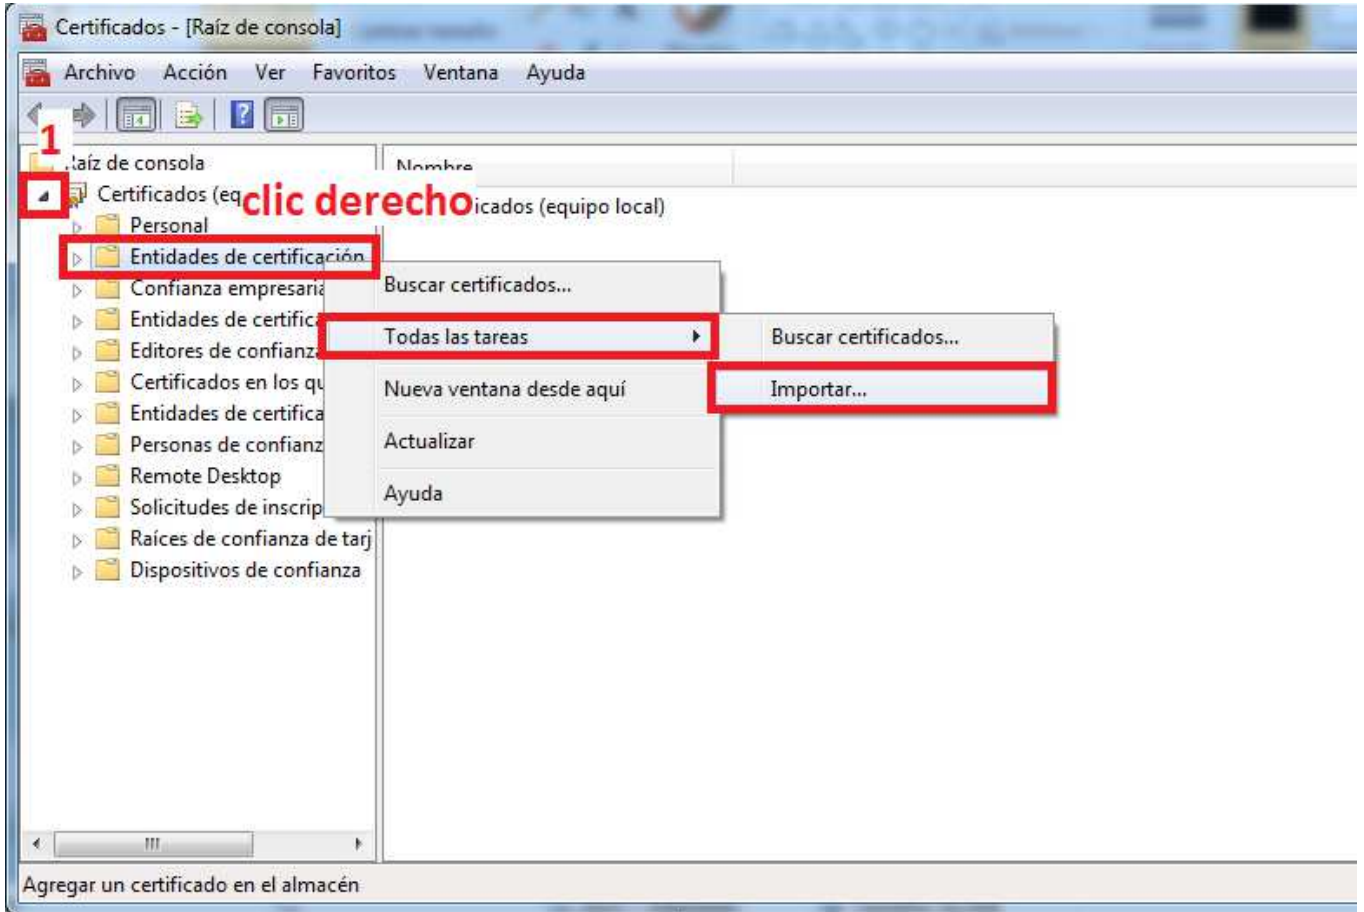 Certificados - [Raíz de consola]
Archivo Acción Ver Favoritos Ventana Ayuda
1
Raíz de consola
Nombre
Certificados (eq
clic derecho
icados (equipo local)
Personal
Entidades de certificación
Buscar certificados...
Confianza empresaria
Entidades de certifica
Todas las tareas
Buscar certificados...
Editores de confianza
Certificados en los qu
Nueva ventana desde aquí
Importar...
Entidades de certifica
Personas de confianz
Actualizar
Remote Desktop
Ayuda
Solicitudes de inscrip
Raíces de confianza de tarj
Dispositivos de confianza
Agregar un certificado en el almacén